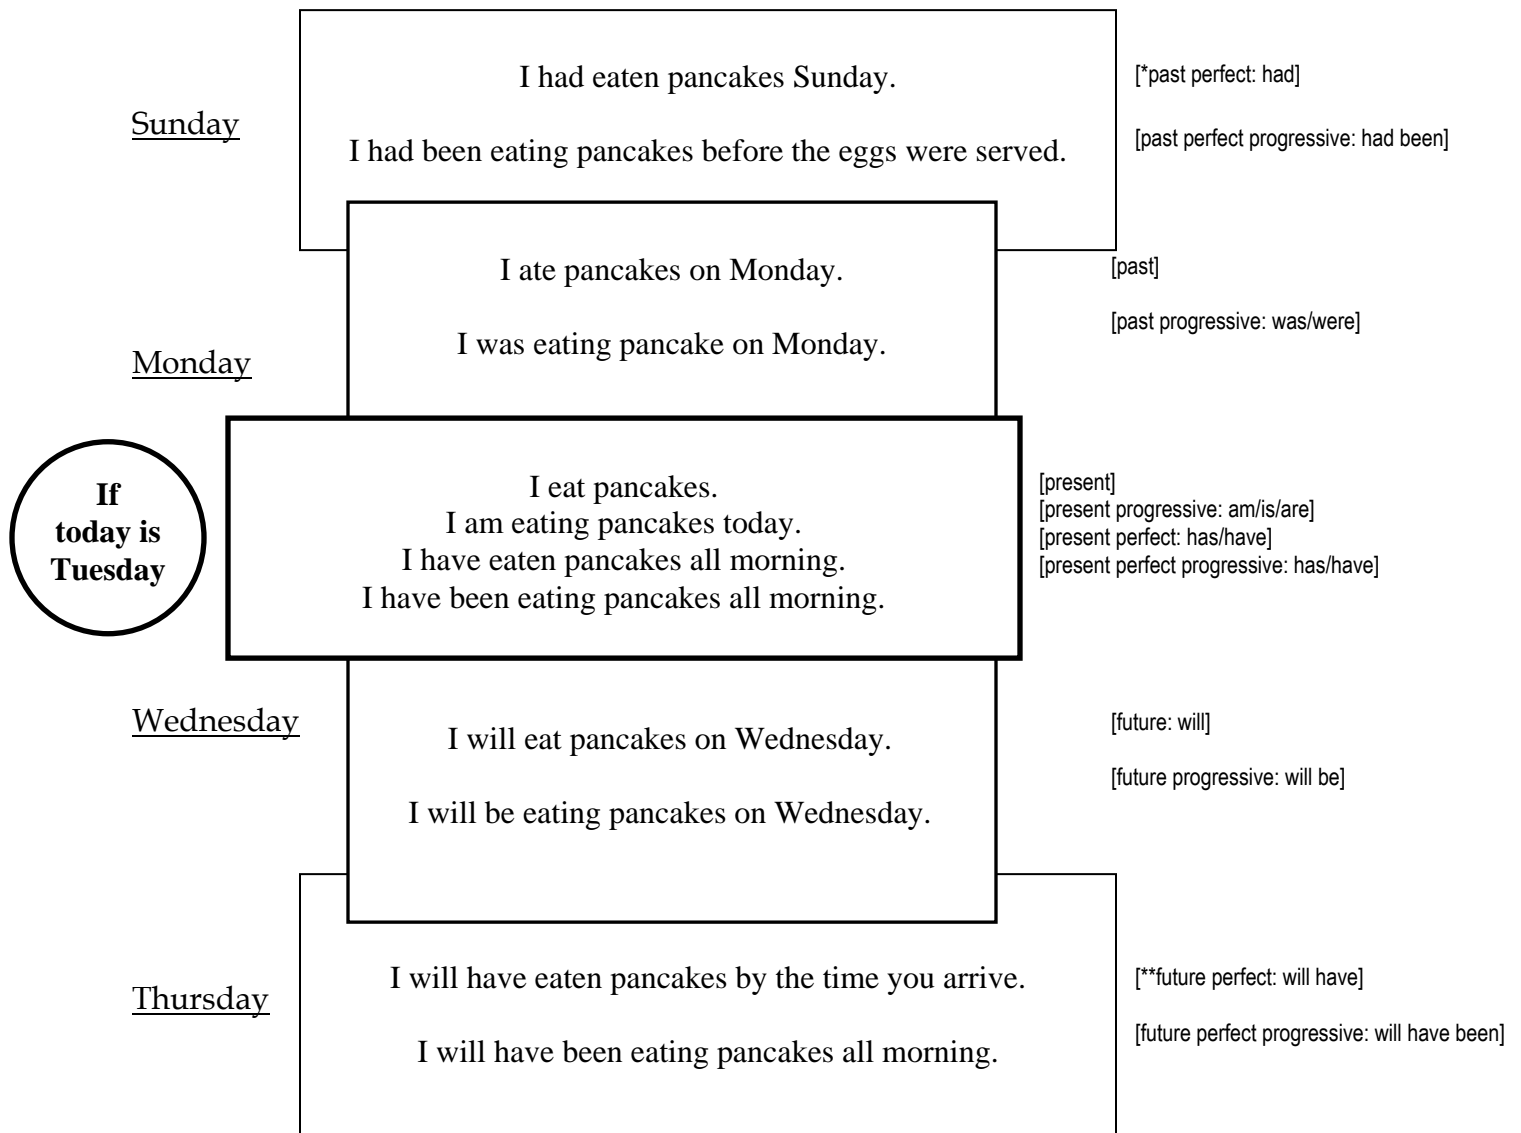 I had eaten pancakes Sunday.
[*past perfect: had]
Sunday
I had been eating pancakes before the eggs were served.
[past perfect progressive: had been]
I ate pancakes on Monday.
[past]
I was eating pancake on Monday.
[past progressive: was/were]
Monday
If
today is
Tuesday
I eat pancakes.
I am eating pancakes today.
I have eaten pancakes all morning.
I have been eating pancakes all morning.
[present]
[present progressive: am/is/are]
[present perfect: has/have]
[present perfect progressive: has/have]
Wednesday
I will eat pancakes on Wednesday.
[future: will]
I will be eating pancakes on Wednesday.
[future progressive: will be]
Thursday
I will have eaten pancakes by the time you arrive.
[**future perfect: will have]
I will have been eating pancakes all morning.
[future perfect progressive: will have been]